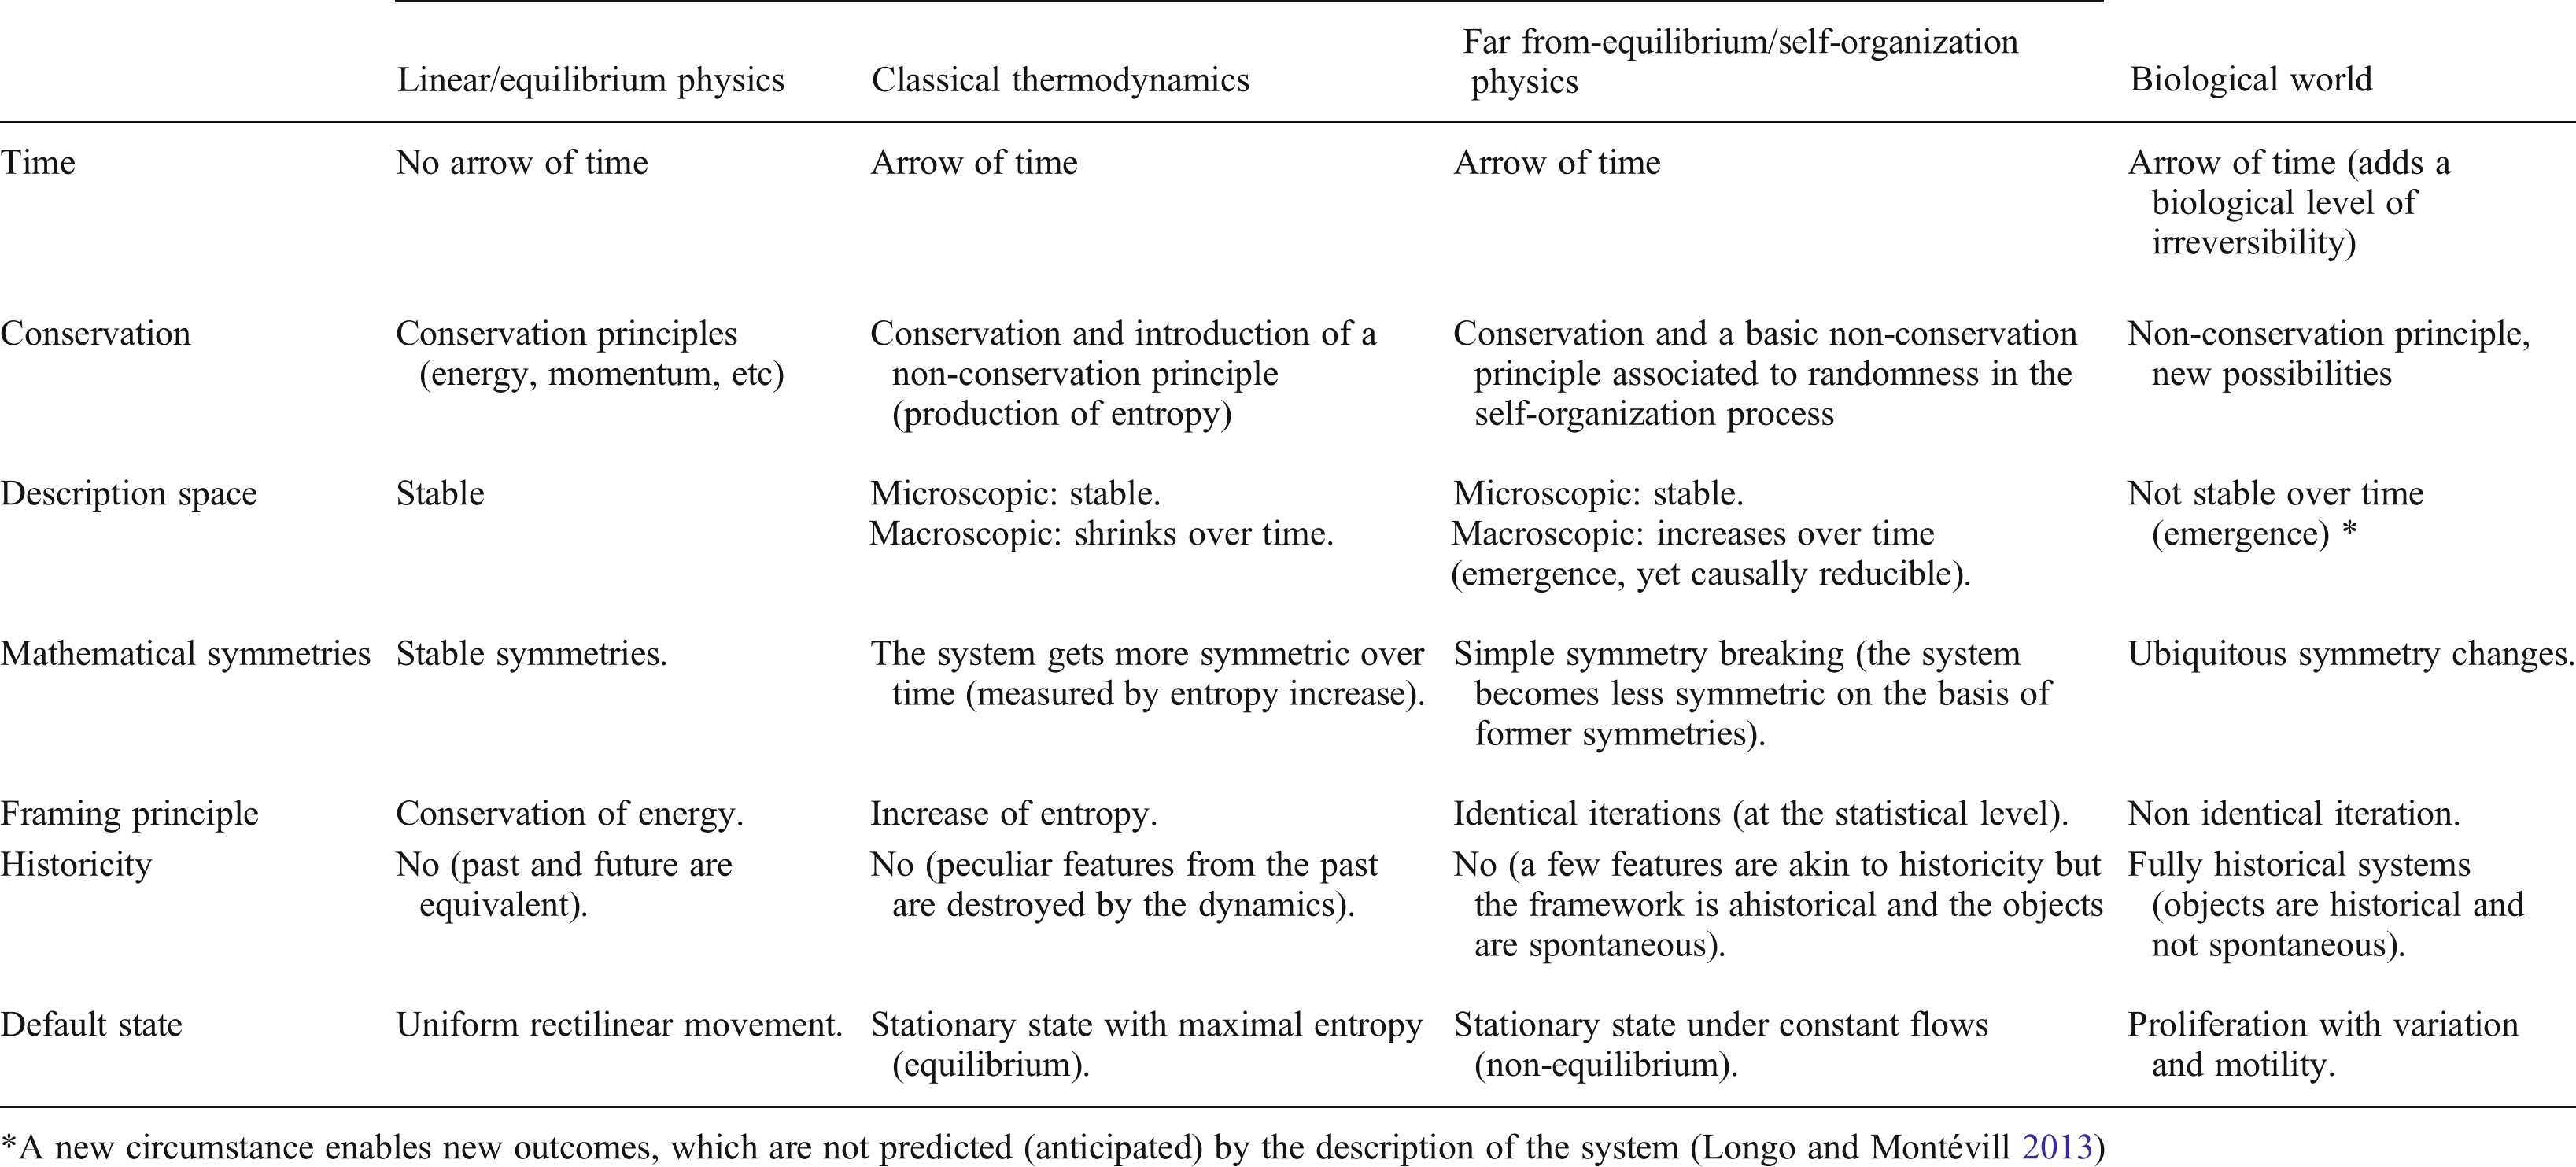 Linear/equilibrium physics
Classical thermodynamics
Far from-equilibrium/self-organization
physics
Biological world
Time
No arrow of time
Arrow of time
Arrow of time
Arrow of time (adds a
biological level of
irreversibility)
Conservation
Conservation principles
(energy, momentum, etc)
Conservation and introduction of a
non-conservation principle
(production of entropy)
Conservation and a basic non-conservation
principle associated to randomness in the
self-organization process
Non-conservation principle,
new possibilities
Description space
Stable
Microscopic: stable.
Macroscopic: shrinks over time.
Microscopic: stable.
Macroscopic: increases over time
(emergence, yet causally reducible).
Not stable over time
(emergence) *
Mathematical symmetries
Stable symmetries.
The system gets more symmetric over
time (measured by entropy increase).
Simple symmetry breaking (the system
becomes less symmetric on the basis of
former symmetries).
Ubiquitous symmetry changes.
Framing principle
Conservation of energy.
Increase of entropy.
Identical iterations (at the statistical level).
Non identical iteration.
Historicity
No (past and future are
equivalent).
No (peculiar features from the past
are destroyed by the dynamics).
No (a few features are akin to historicity but
the framework is ahistorical and the objects
are spontaneous).
Fully historical systems
(objects are historical and
not spontaneous).
Default state
Uniform rectilinear movement.
Stationary state with maximal entropy
(equilibrium).
Stationary state under constant flows
(non-equilibrium).
Proliferation with variation
and motility.
*A new circumstance enables new outcomes, which are not predicted (anticipated) by the description of the system (Longo and Montévill 2013)